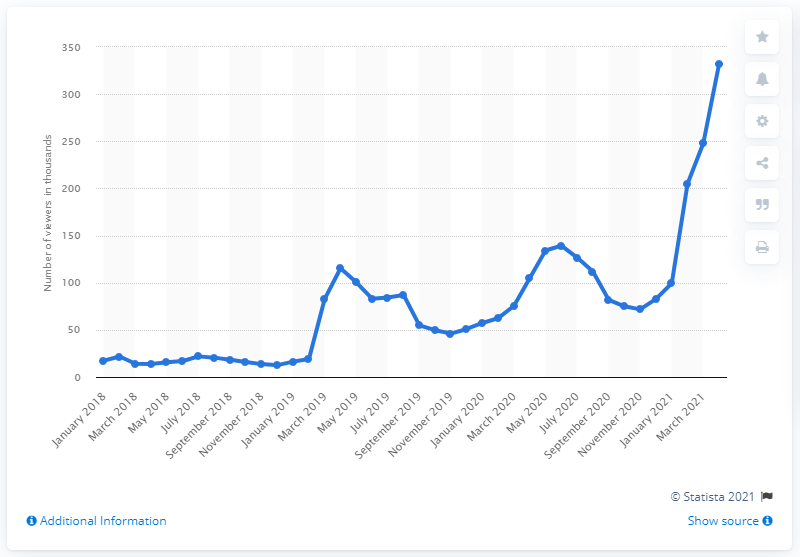 350
300
250
200
150
100
50
0
Number of viewers in thousands
January 2018
March 2018
May 2018
July 2018
September 2018
November 2018
January 2019
March 2019
May 2019
July 2019
September 2019
November 2019
January 2020
March 2020
May 2020
July 2020
September 2020
November 2020
January 2021
March 2021
© Statista 2021
Additional Information
Show source